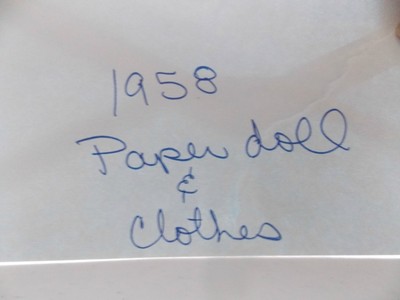 1958
Paper doll
&
Clothes